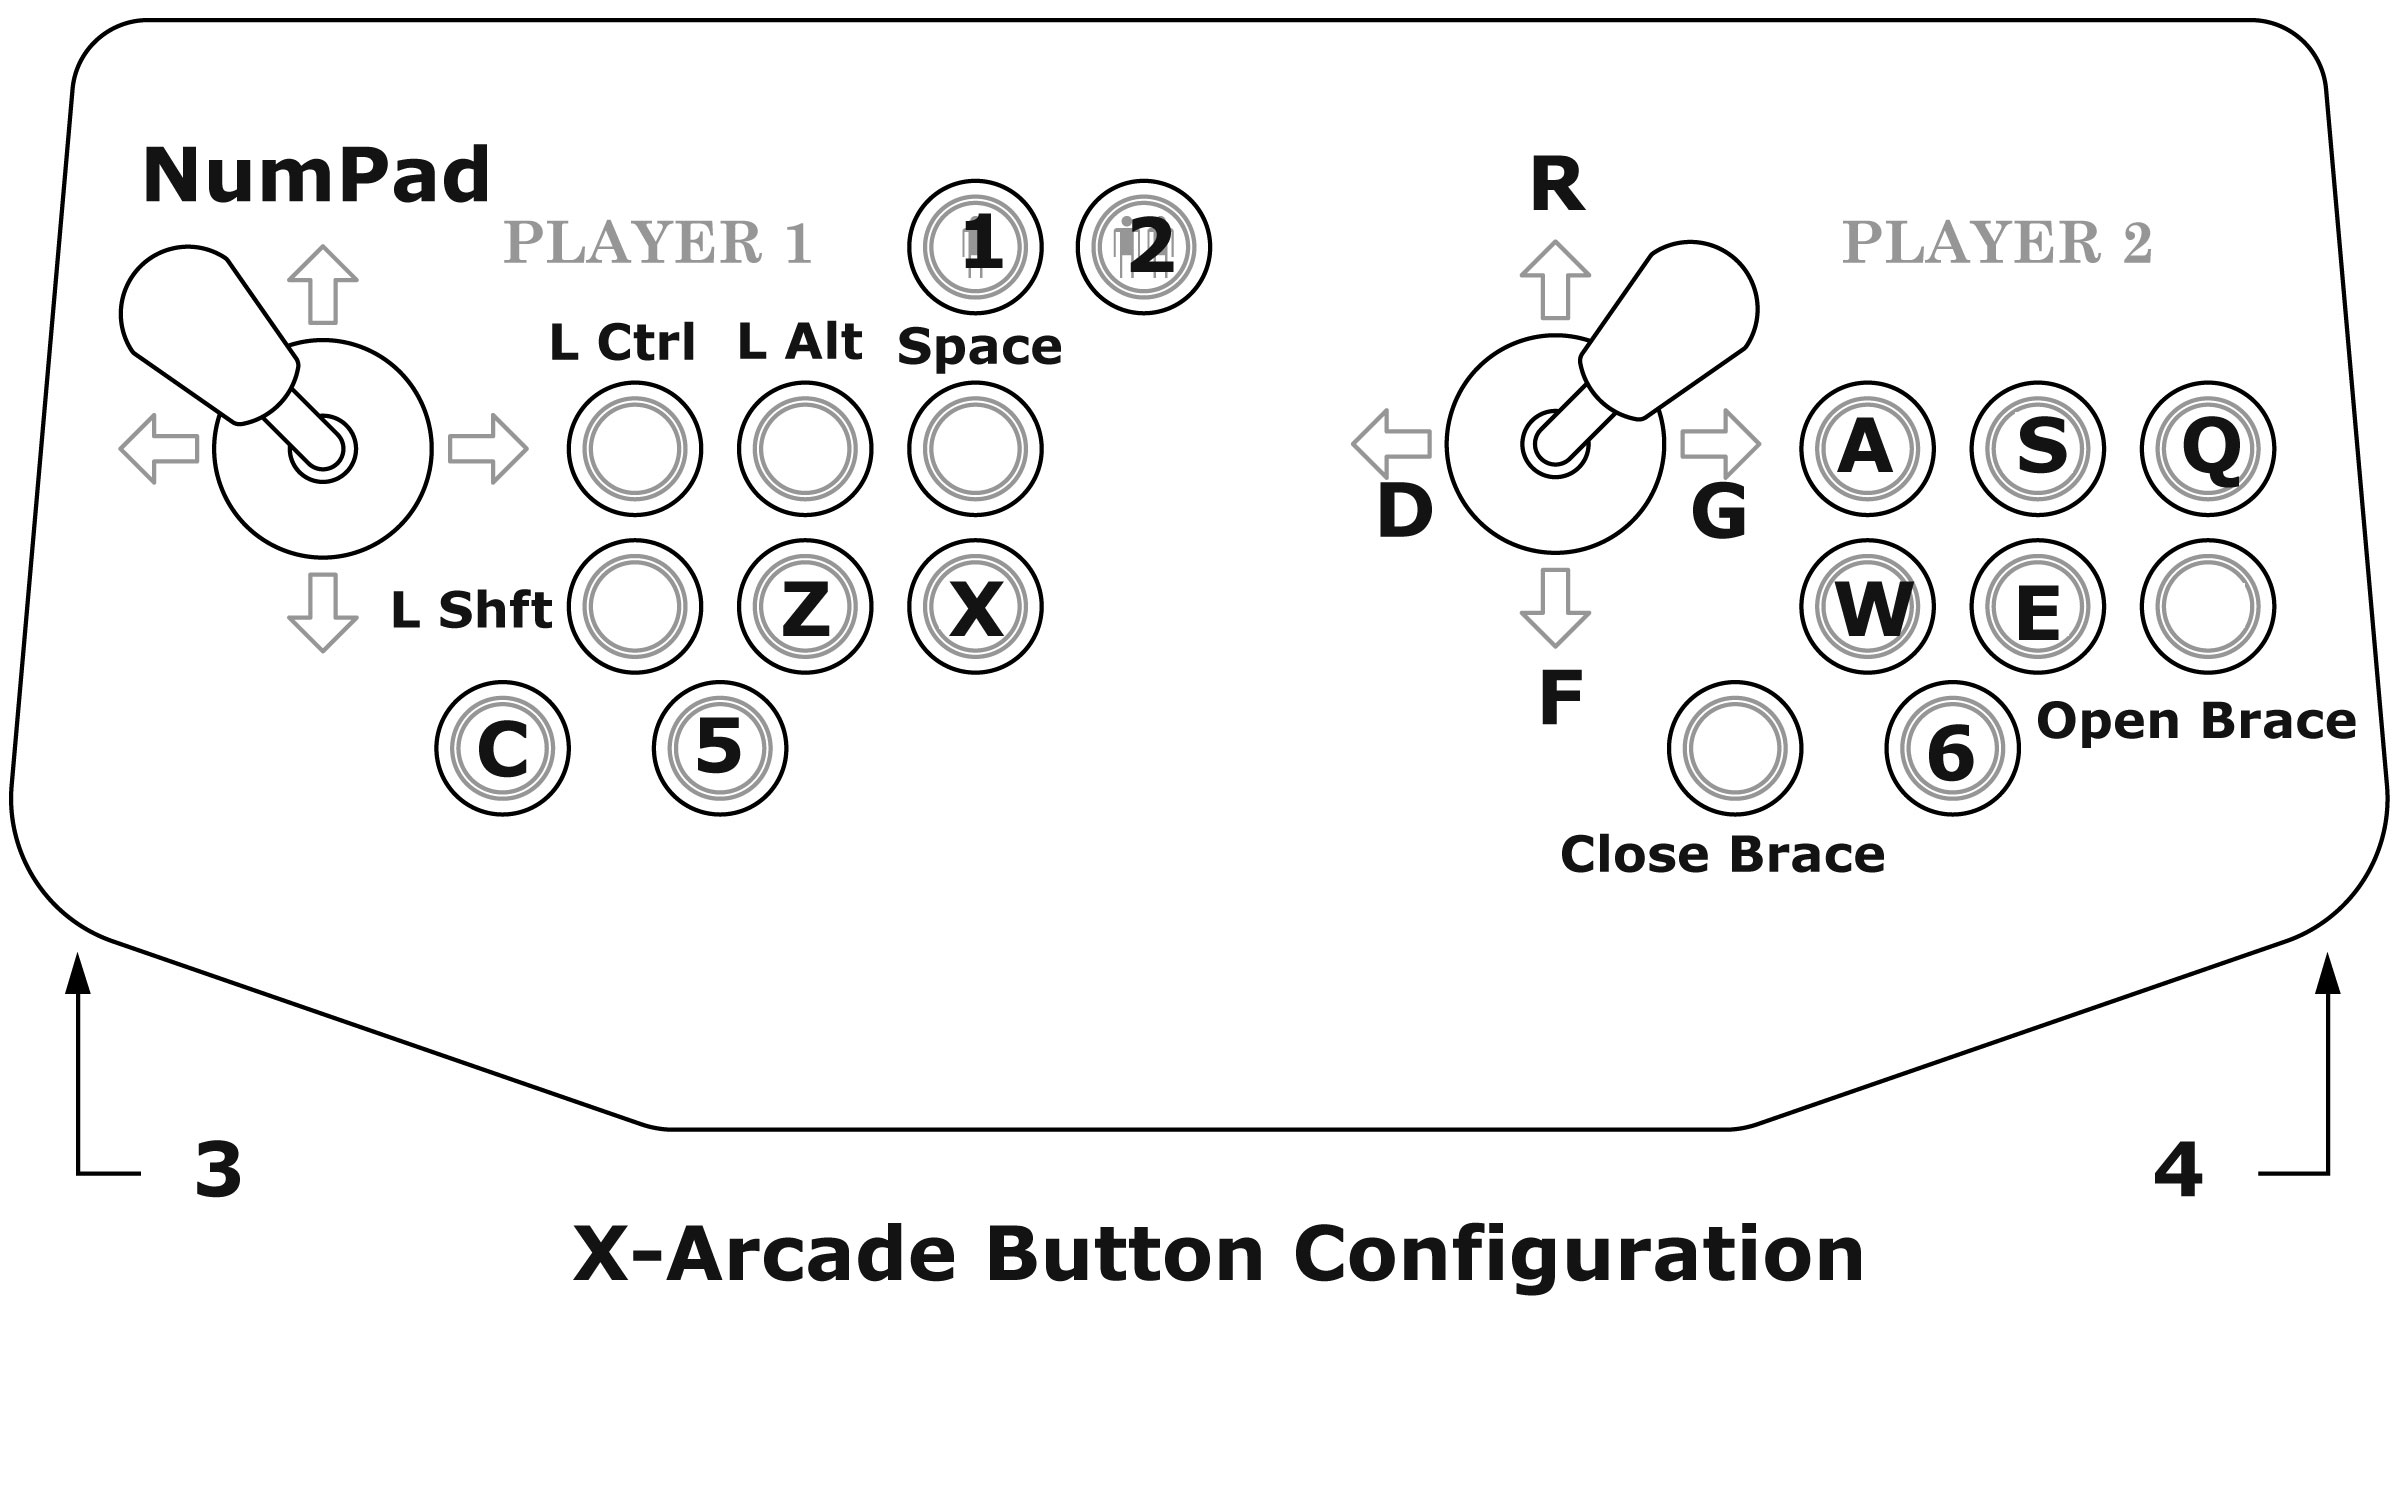 NumPad
PLAYER 1
1
2
R
PLAYER 2
L Ctrl
L Alt
Space
A
S
Q
D
G
L Shft
Z
X
W
E
F
C
5
6
Open Brace
Close Brace
3
4
X-Arcade Button Configuration